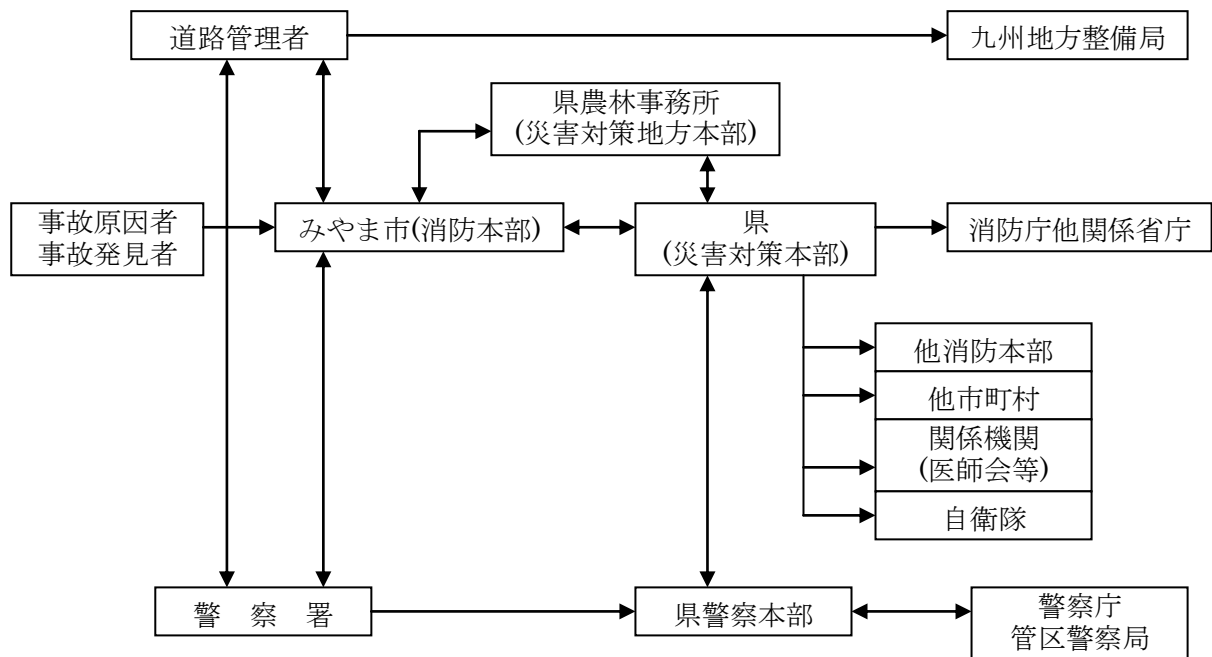 道路管理者
九州地方整備局
県農林事務所
(災害対策地方本部)
事故原因者
事故発見者
みやま市(消防本部)
県
(災害対策本部)
消防庁他関係省庁
他消防本部
他市町村
関係機関
(医師会等)
自衛隊
警　察　署
県警察本部
警察庁
管区警察局